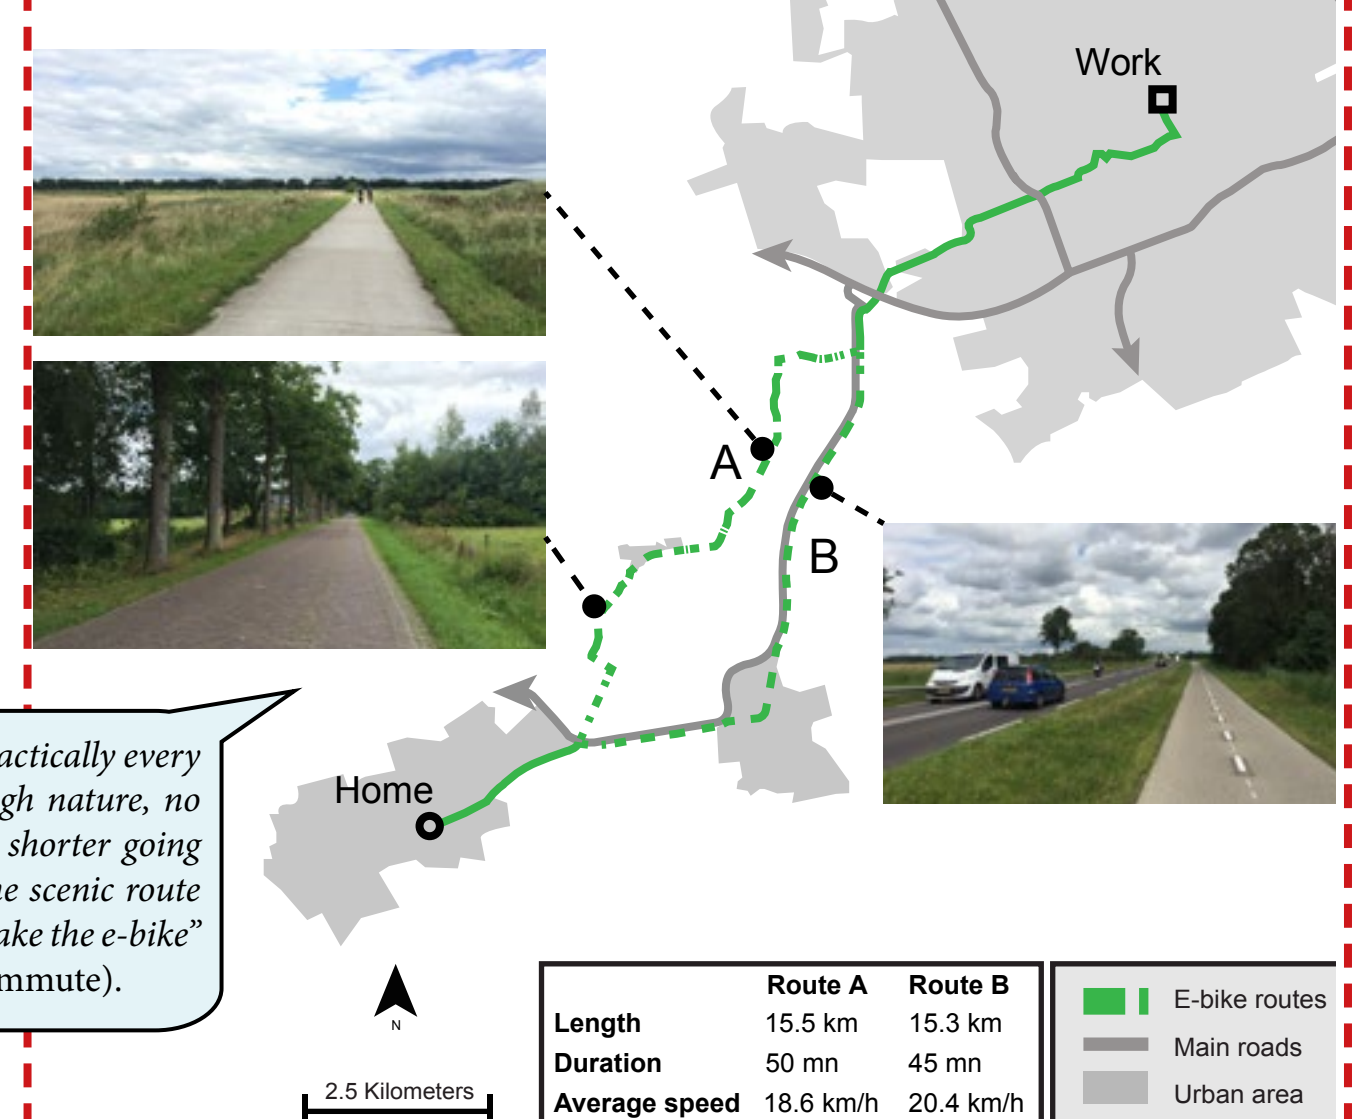 Work
A
B
Home
actically every
gh nature, no
shorter going
ne scenic route
ake the e-bike”
mmute).
N
2.5 Kilometers
Route A Route B
Length 15.5 km 15.3 km
Duration 50 mn 45 mn
Average speed 18.6 km/h 20.4 km/h
E-bike routes
Main roads
Urban area